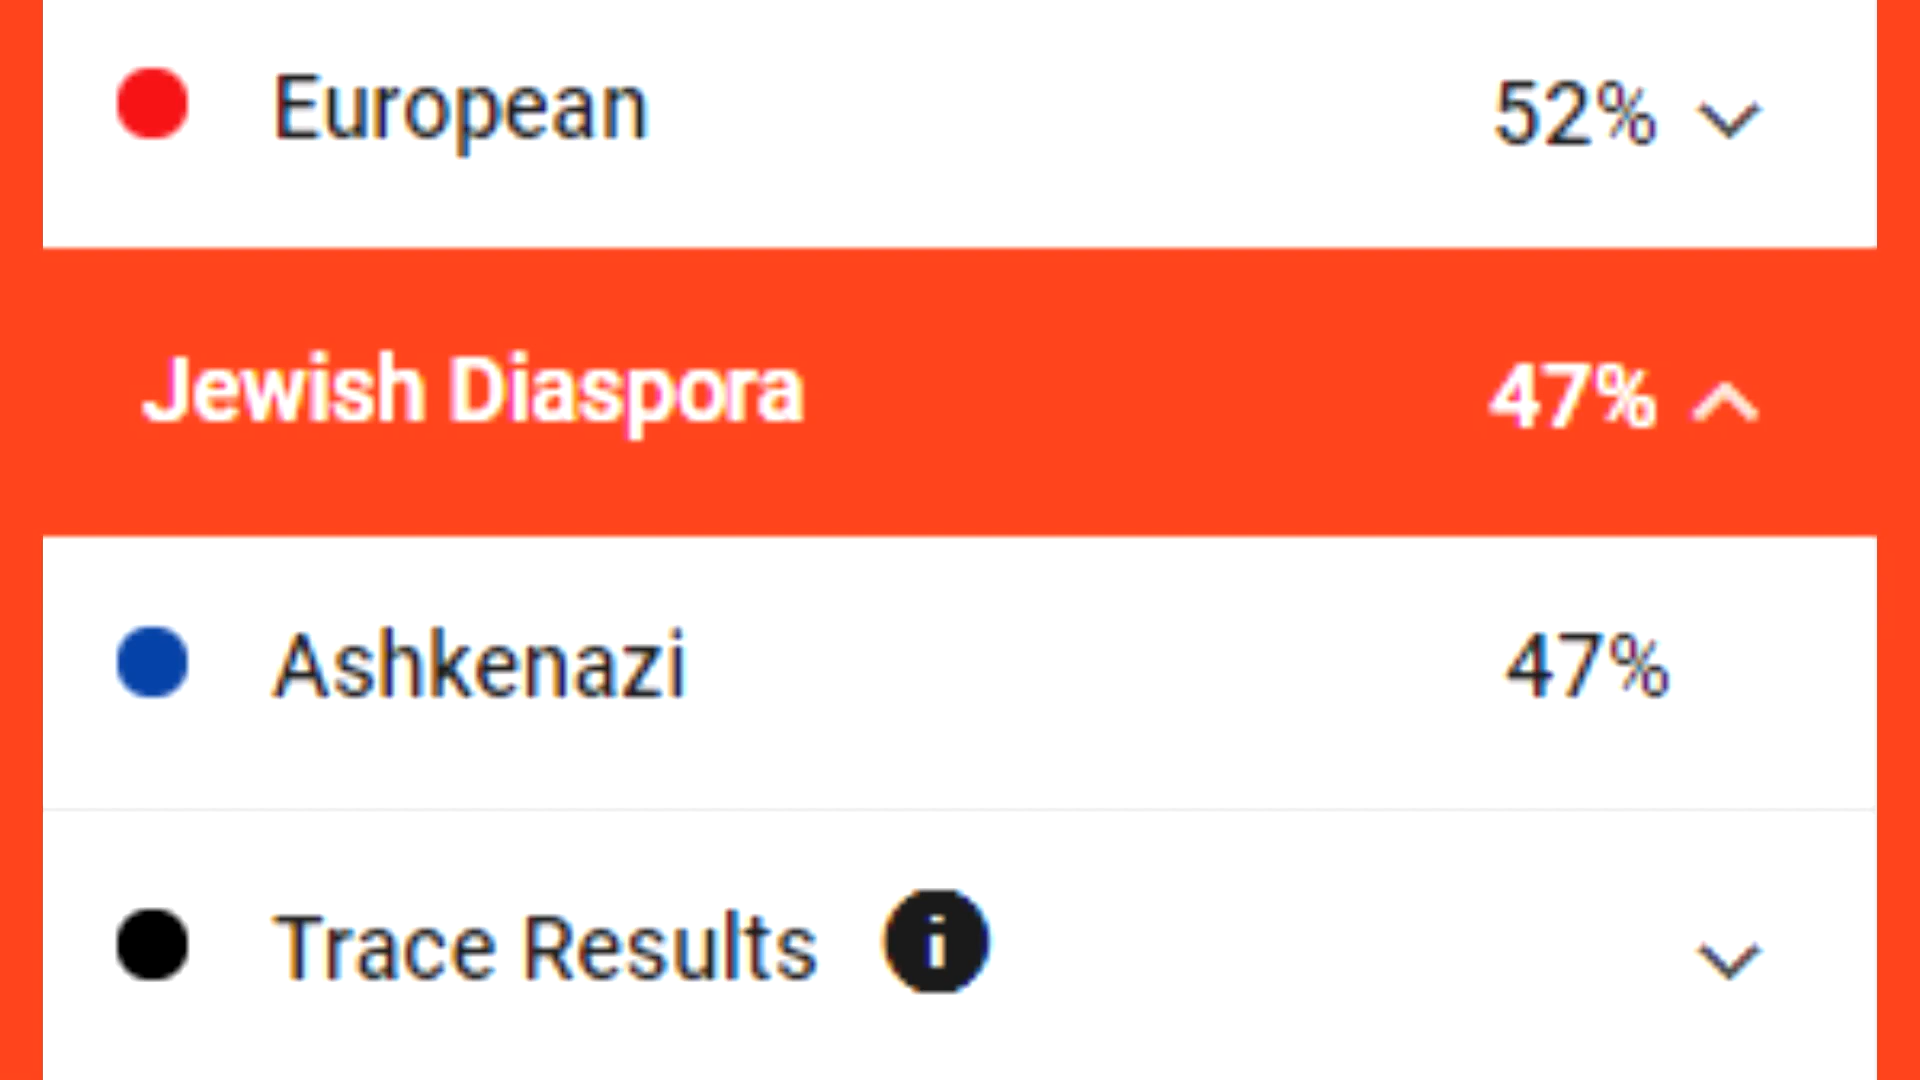 European 52%
Jewish Diaspora 47%
Ashkenazi 47%
Trace Results i